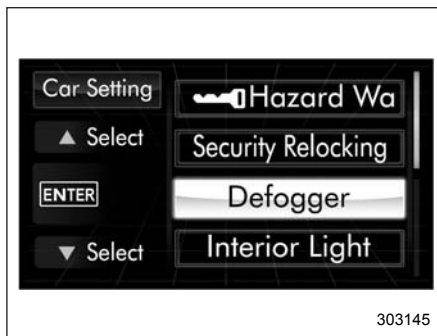 Car Setting
▲ Select
ENTER
▼ Select
Hazard Wa
Security Relocking
Defogger
Interior Light
303145